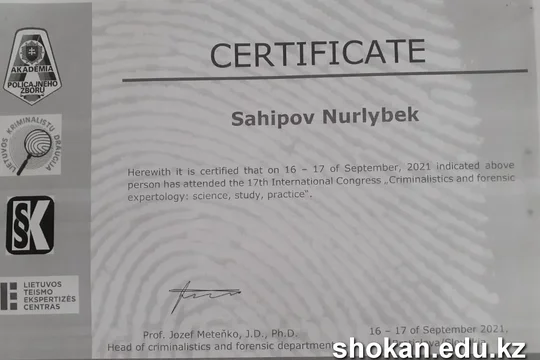 AKADÉMIA
POLICAJNÉHO
ZBORU
LIETUVOS KRIMINALISTŲ DRAUGIJA
§K
LIETUVOS
TEISMO
EKSPERTIZĖS
CENTRAS
CERTIFICATE
Sahipov Nurlybek
Herewith it is certified that on 16 – 17 of September, 2021 indicated above
person has attended the 17th International Congress „Criminalistics and forensic
expertology: science, study, practice".
Prof. Jozef Meteňko, J.D., Ph.D.
Head of criminalistics and forensic department
16 – 17 of September 2021,
shokan.edu.kz